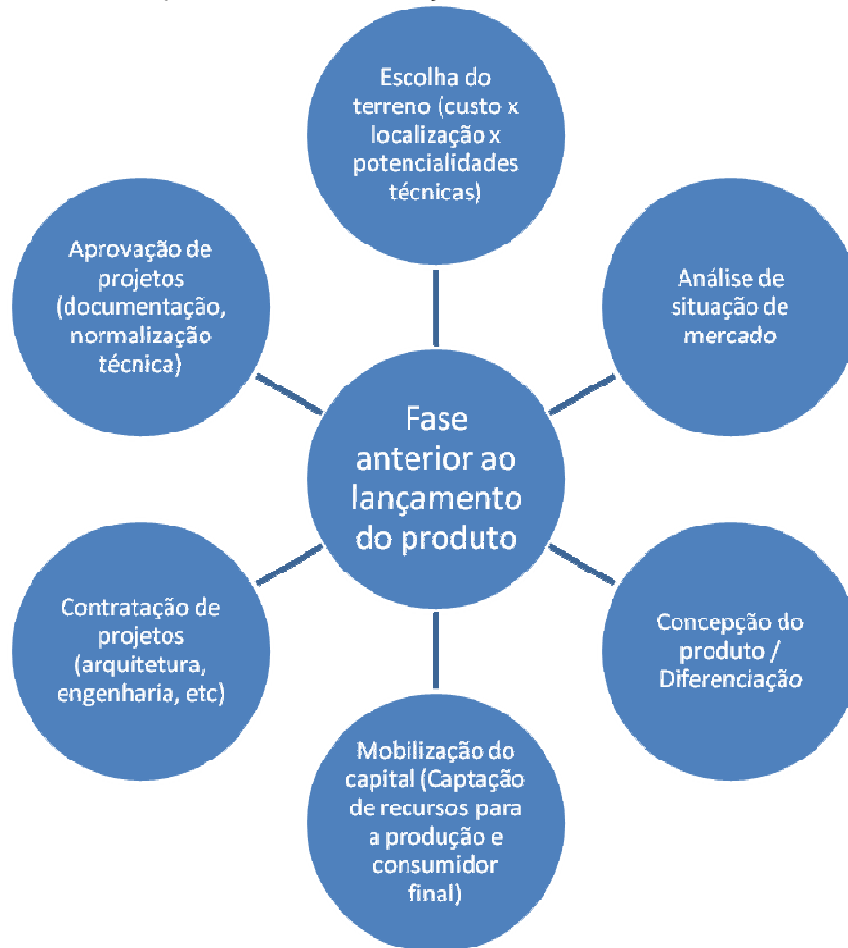 Escolha do
terreno (custo x
localização x
potencialidades
técnicas)
Análise de
situação de
mercado
Concepção do
produto /
Diferenciação
Mobilização do
capital (Captação
de recursos para
a produção e
consumidor
final)
Contratação de
projetos
(arquitetura,
engenharia, etc)
Aprovação de
projetos
(documentação,
normalização
técnica)
Fase
anterior ao
lançamento
do produto